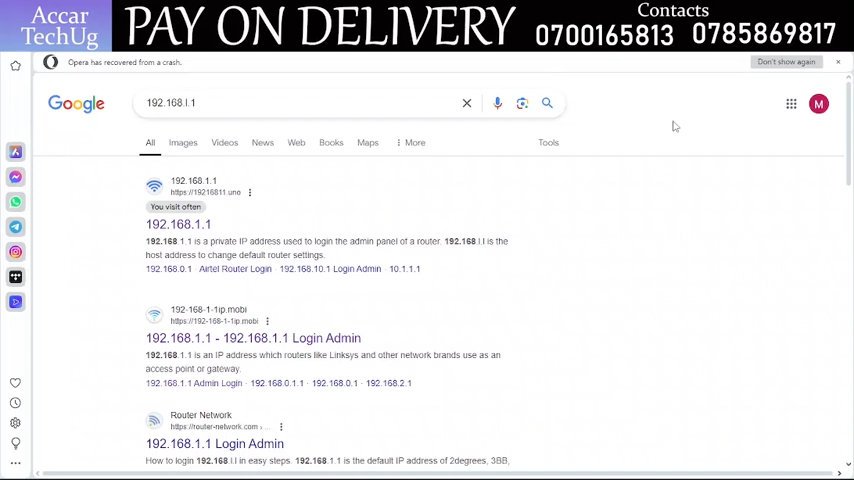 Accar
TechUg
PAY ON DELIVERY
Contacts
0700165813 0785869817
Opera has recovered from a crash.
Don't show again
Google
192.168.l.1
M
All
Images
Videos
News
Web
Books
Maps
More
Tools
192.168.1.1
https://19216811.uno
You visit often
192.168.1.1
192.168.1.1 is a private IP address used to login the admin panel of a router. 192.168.l.l is the
host address to change default router settings.
192.168.0.1 · Airtel Router Login · 192.168.10.1 Login Admin · 10.1.1.1
192-168-1-1ip.mobi
https://192-168-1-1ip.mobi
192.168.1.1 - 192.168.1.1 Login Admin
192.168.1.1 is an IP address which routers like Linksys and other network brands use as an
access point or gateway.
192.168.1.1 Admin Login · 192.168.0.1.1 · 192.168.0.1 · 192.168.2.1
Router Network
https://router-network.com › ...
192.168.1.1 Login Admin
How to login 192.168.l.l in easy steps. 192.168.1.1 is the default IP address of 2degrees, 3BB,